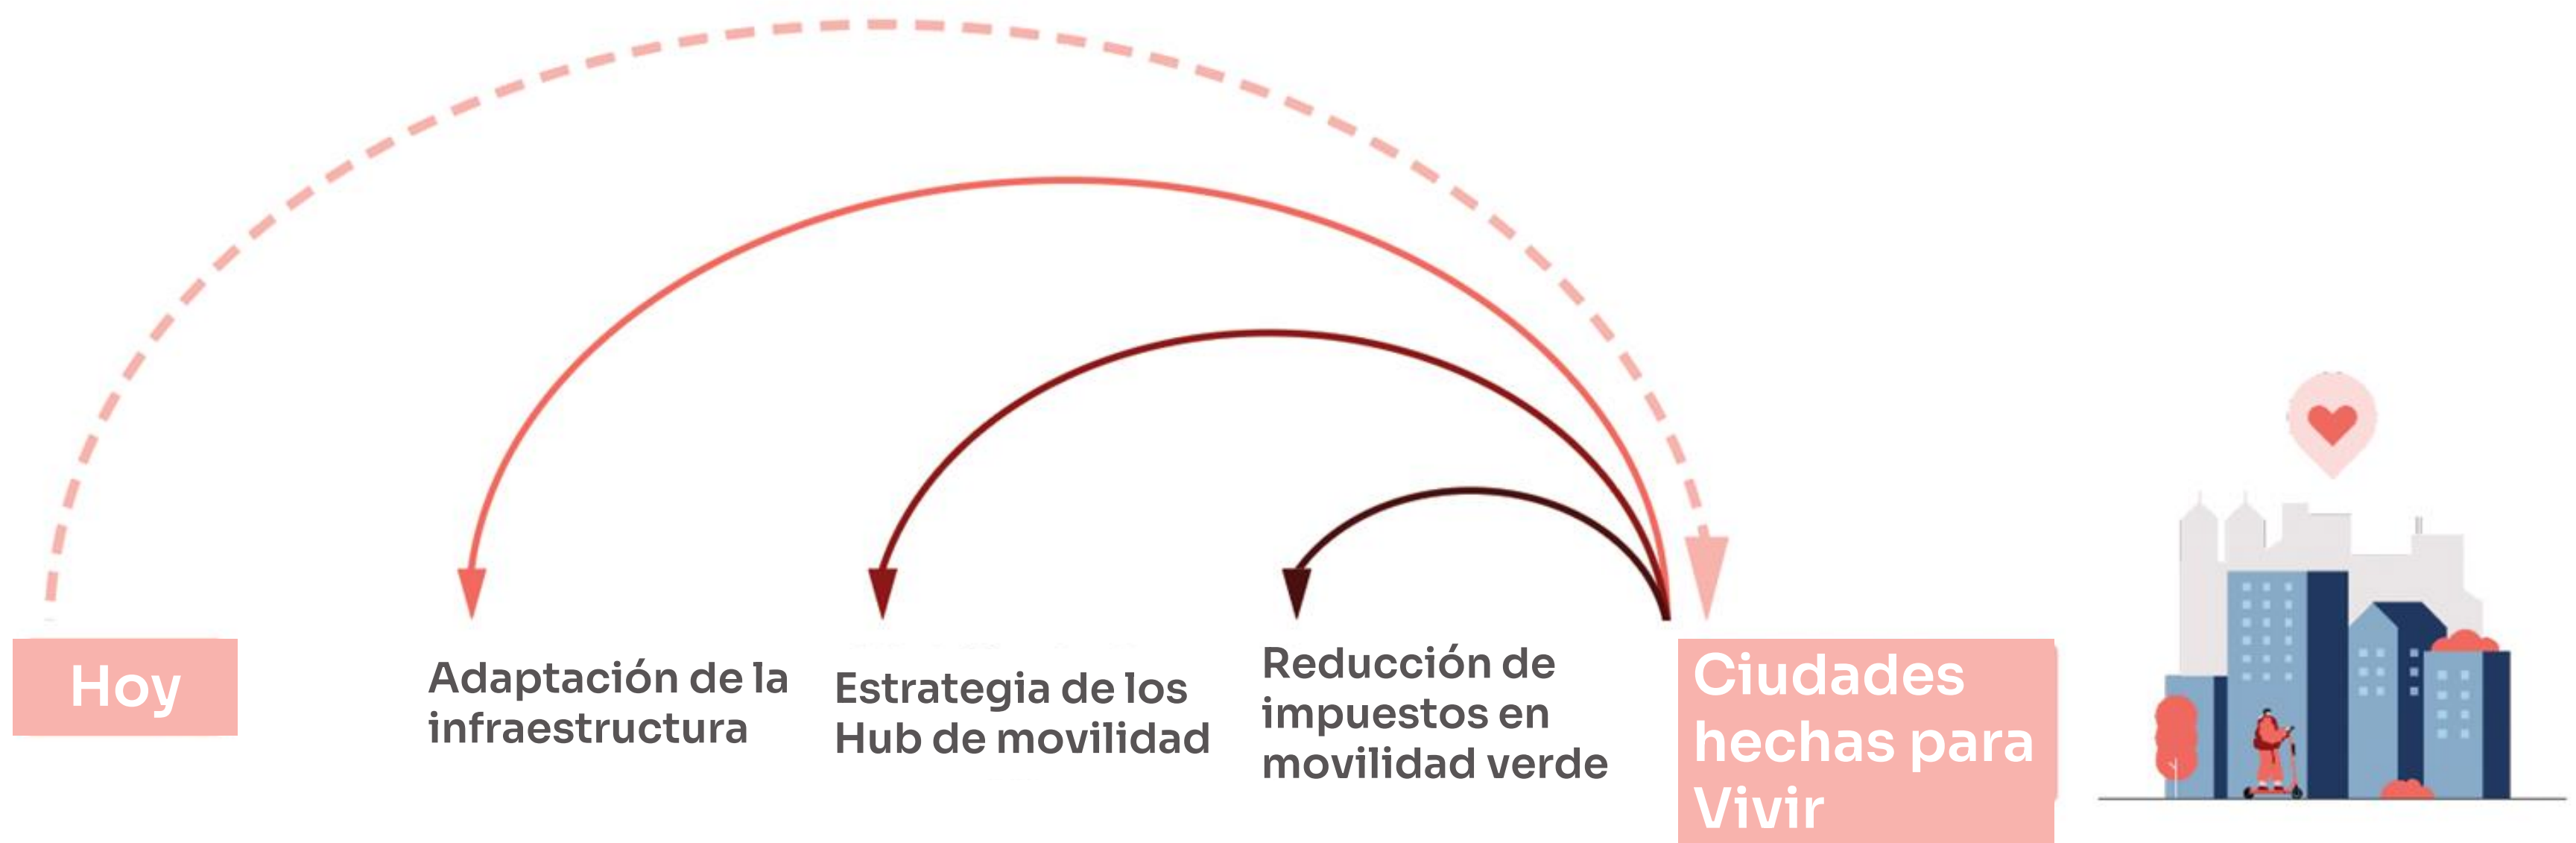 Hoy
Adaptación de la
infraestructura
Estrategia de los
Hub de movilidad
Reducción de
impuestos en
movilidad verde
Ciudades
hechas para
Vivir